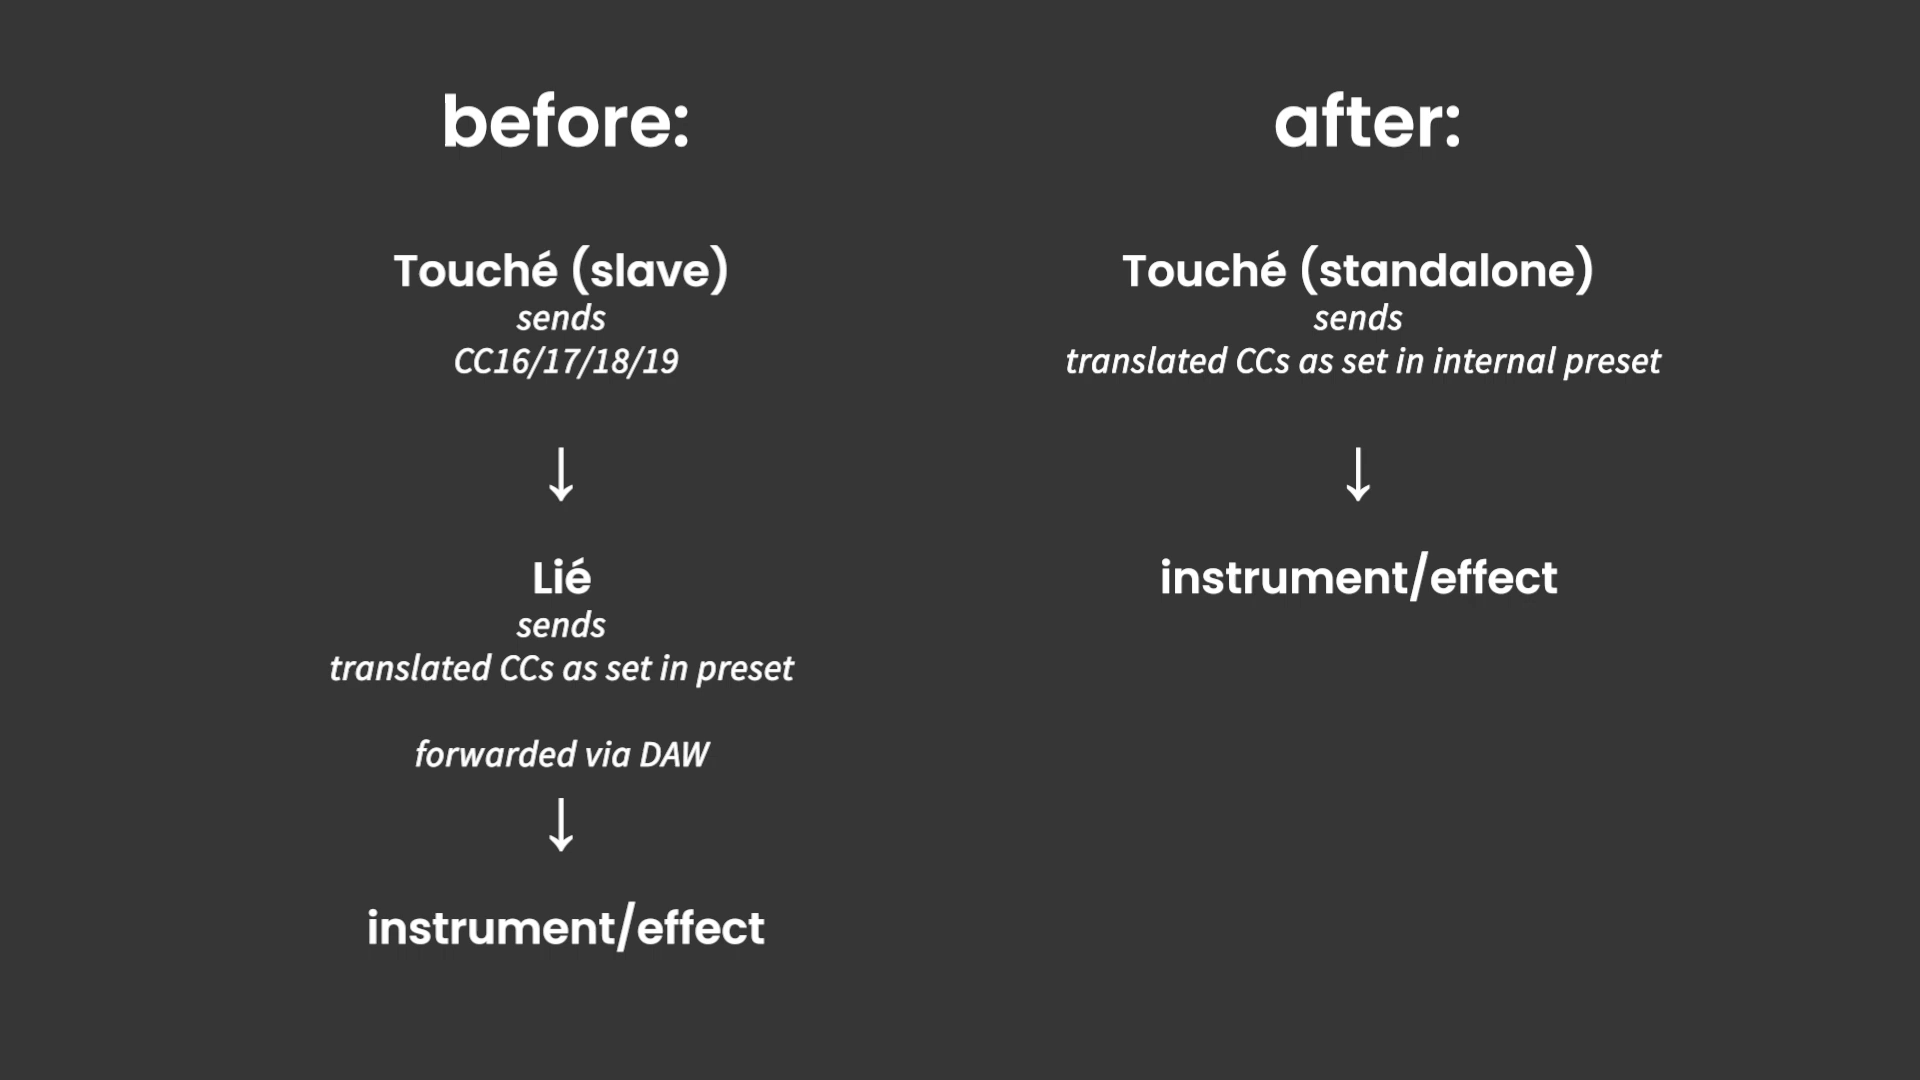 before:
Touché (slave)
sends
CC16/17/18/19
↓
Lié
sends
translated CCs as set in preset
forwarded via DAW
↓
instrument/effect
after:
Touché (standalone)
sends
translated CCs as set in internal preset
↓
instrument/effect